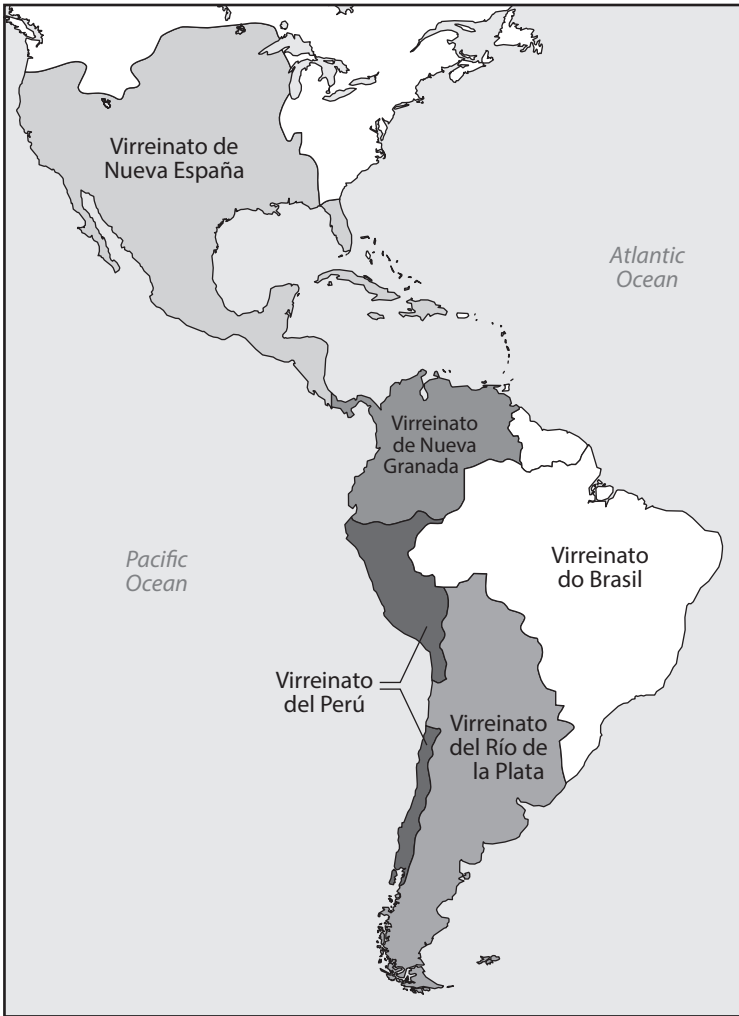 Virreinato de
Nueva España
Atlantic
Ocean
Virreinato
de Nueva
Granada
Pacific
Ocean
Virreinato
do Brasil
Virreinato
del Perú
Virreinato
del Río de
la Plata